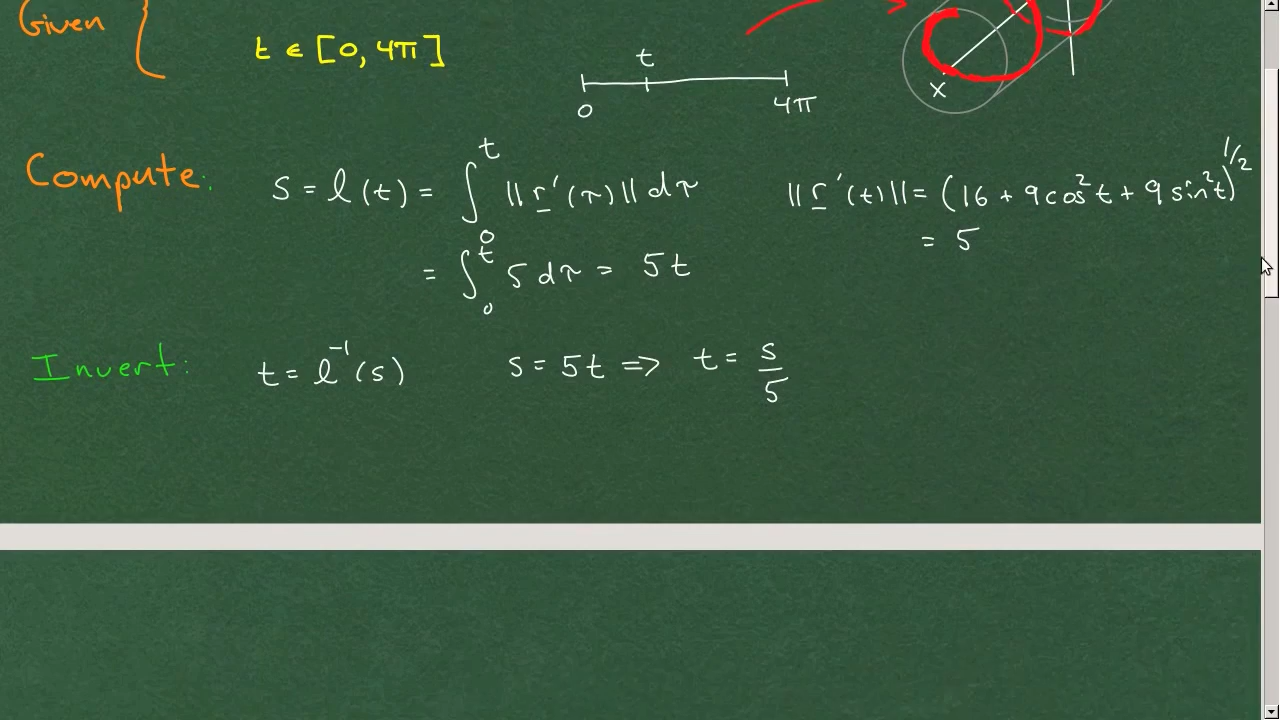 Given {
t ∈ [0, 4π]
t
0 4π
x
Compute: s = l(t) = ∫₀ᵗ ||r'(τ)|| dτ ||r'(t)|| = (16 + 9cos²t + 9sin²t)^1/2
= ∫₀ᵗ 5 dτ = 5t = 5
Invert: t = l⁻¹(s) s = 5t => t = s/5